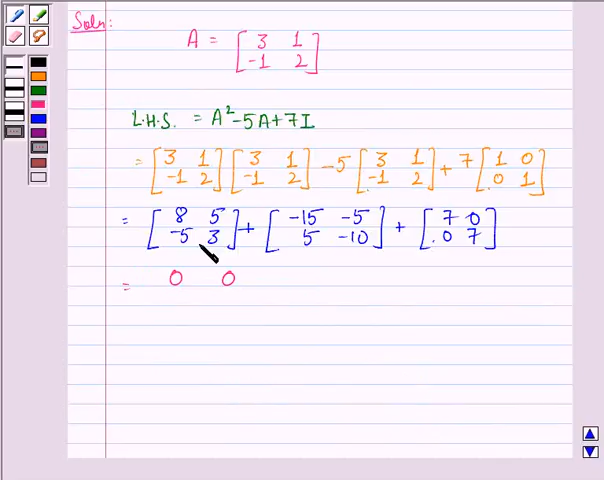 Soln:
A = [ 3 1
-1 2 ]
L.H.S. = A² - 5A + 7I
= [ 3 1 [ 3 1 - 5 [ 3 1 + 7 [ 1 0
-1 2 ] -1 2 ] -1 2 ] 0 1 ]
= [ 8 5 + [ -15 -5 + [ 7 0
-5 3 ] 5 -10 ] 0 7 ]
= 0 0